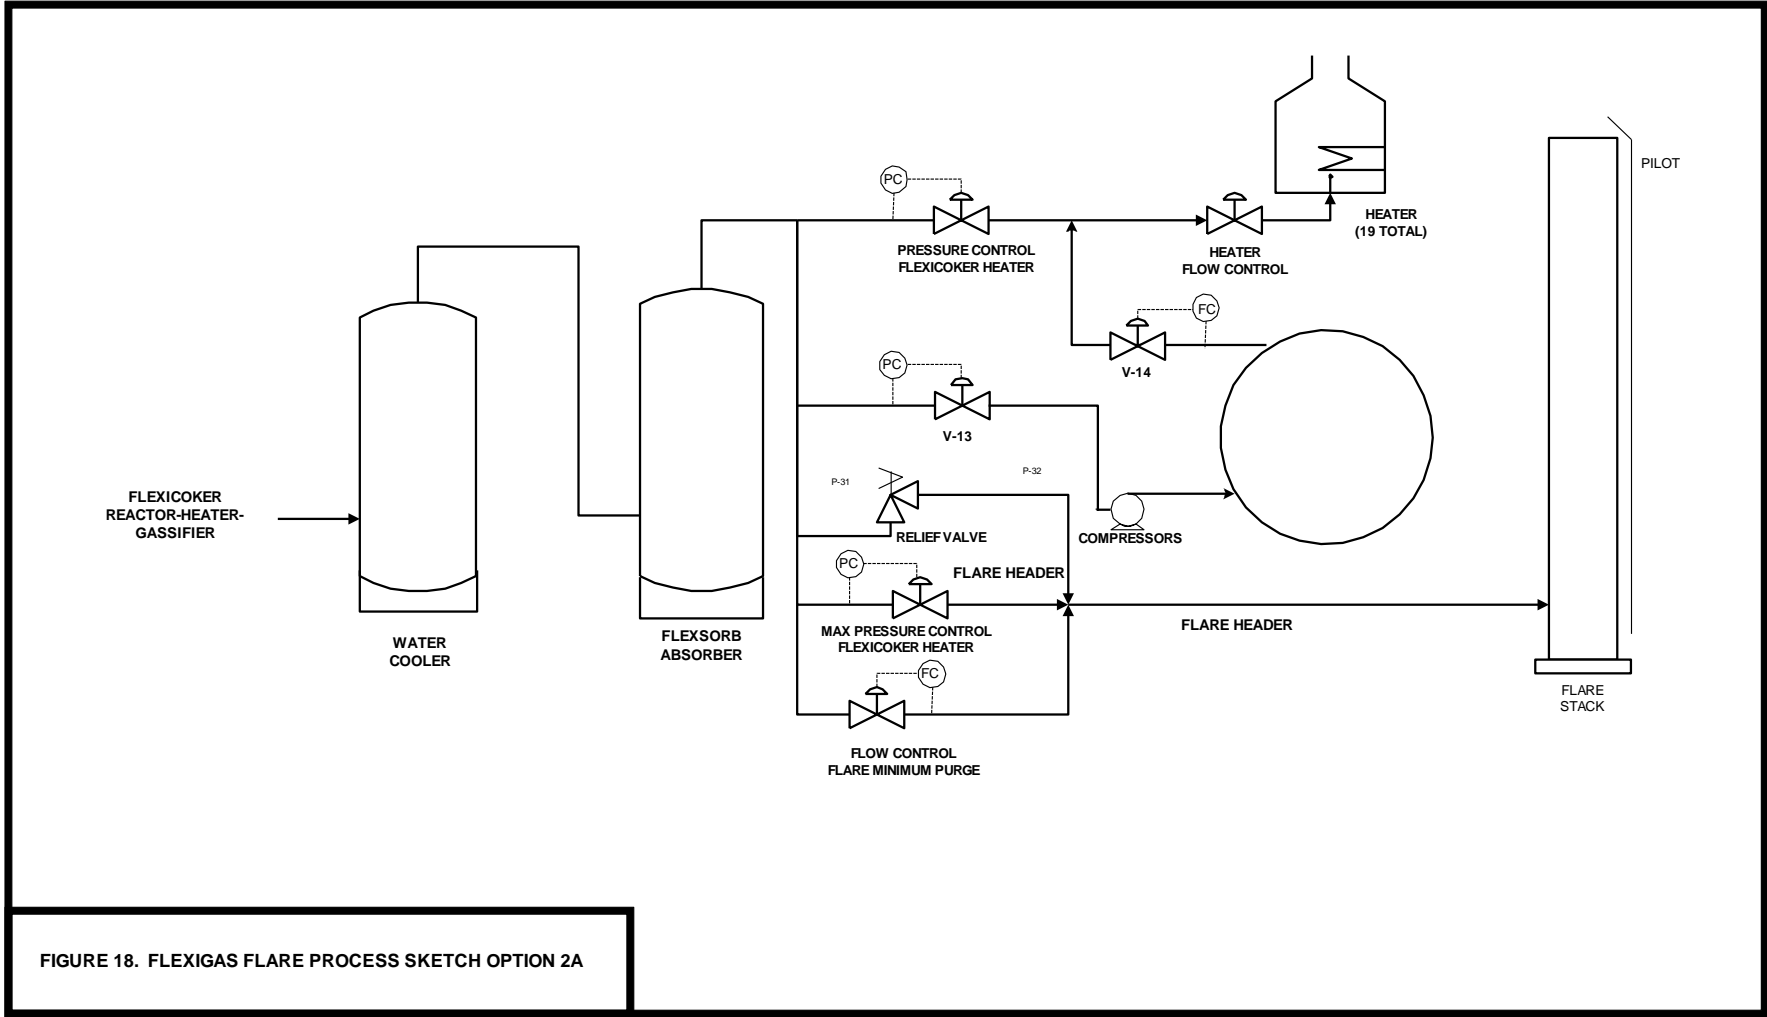 PILOT
PC
HEATER
(19 TOTAL)
PRESSURE CONTROL
FLEXICOKER HEATER
HEATER
FLOW CONTROL
FC
V-14
PC
V-13
P-31
P-32
FLEXICOKER
REACTOR-HEATER-
GASSIFIER
RELIEF VALVE
COMPRESSORS
PC
FLARE HEADER
MAX PRESSURE CONTROL
FLEXICOKER HEATER
FLARE HEADER
WATER
COOLER
FLEXSORB
ABSORBER
FC
FLARE
STACK
FLOW CONTROL
FLARE MINIMUM PURGE
FIGURE 18. FLEXIGAS FLARE PROCESS SKETCH OPTION 2A